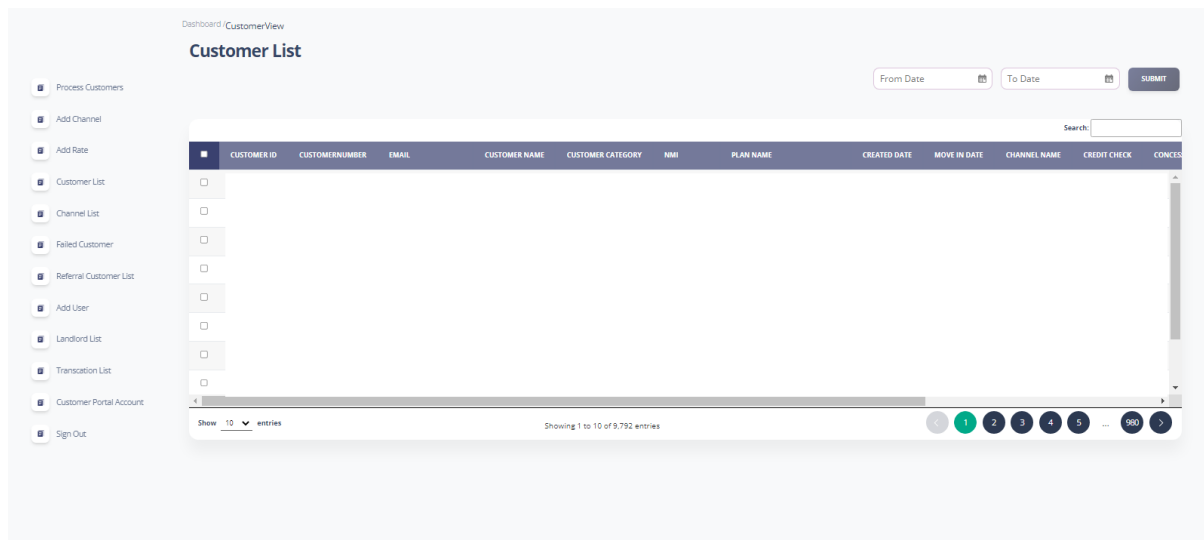 Dashboard /CustomerView
Customer List
Process Customers
Add Channel
Add Rate
Customer List
Channel List
Failed Customer
Referral Customer List
Add User
Landlord List
Transcation List
Customer Portal Account
Sign Out
From Date
To Date
SUBMIT
Search:
CUSTOMER ID CUSTOMERNUMBER EMAIL CUSTOMER NAME CUSTOMER CATEGORY NMI PLAN NAME CREATED DATE MOVE IN DATE CHANNEL NAME CREDIT CHECK CONCES
Show 10 entries
Showing 1 to 10 of 9,792 entries
1 2 3 4 5 ... 980